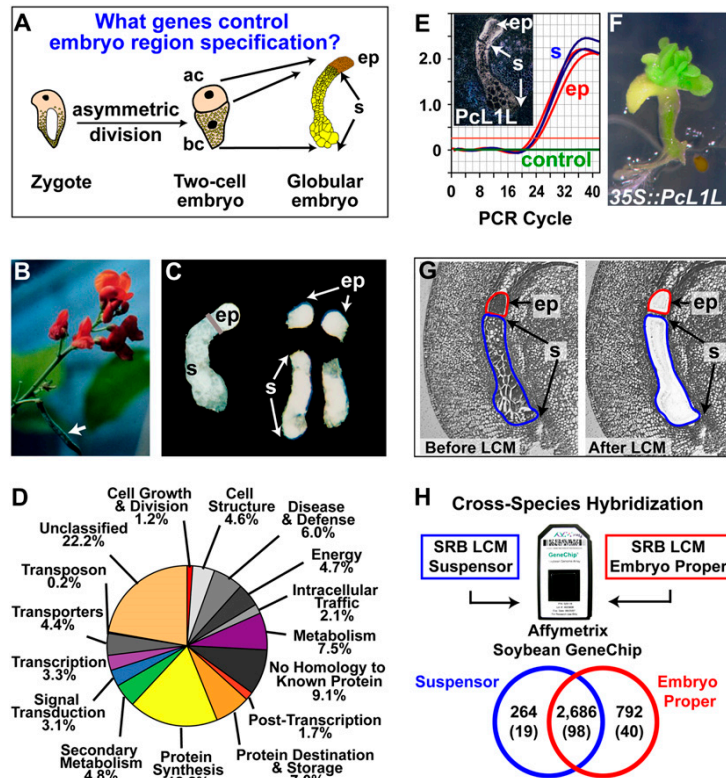 A
What genes control
embryo region specification?
ep
ac
asymmetric
s
division
bc
Zygote
Two-cell
embryo
Globular
embryo
B
C
ep
ep
s
s
D
Cell Growth
& Division
1.2%
Cell
Structure
4.6%
Disease
& Defense
6.0%
Energy
4.7%
Intracellular
Traffic
2.1%
Metabolism
7.5%
No Homology to
Known Protein
9.1%
Post-Transcription
1.7%
Protein Destination
& Storage
Protein
Synthesis
Secondary
Metabolism
4.8%
Signal
Transduction
3.1%
Transcription
3.3%
Transporters
4.4%
Transposon
0.2%
Unclassified
22.2%
E
ep
s
PcL1L
s
ep
control
2.0
1.0
0
0 8 16 24 32 40
PCR Cycle
F
35S::PcL1L
G
ep
s
Before LCM
ep
s
After LCM
H
Cross-Species Hybridization
SRB LCM
Suspensor
GeneChip
SRB LCM
Embryo Proper
Affymetrix
Soybean GeneChip
Suspensor
Embryo
Proper
264
(19)
2,686
(98)
792
(40)